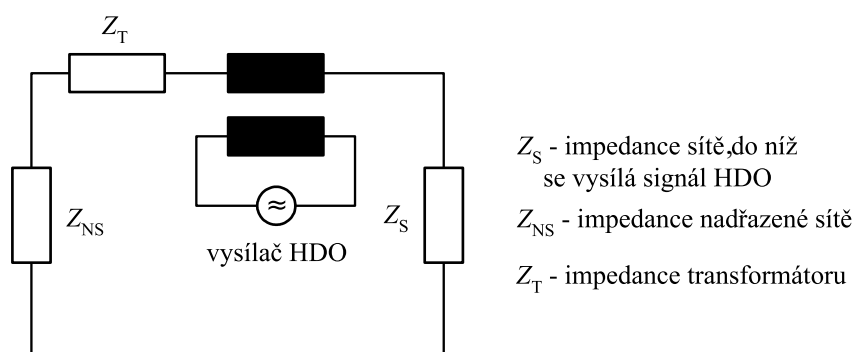 Z_T
Z_NS
vysílač HDO
Z_S
Z_S - impedance sítě,do níž
se vysílá signál HDO
Z_NS - impedance nadřazené sítě
Z_T - impedance transformátoru